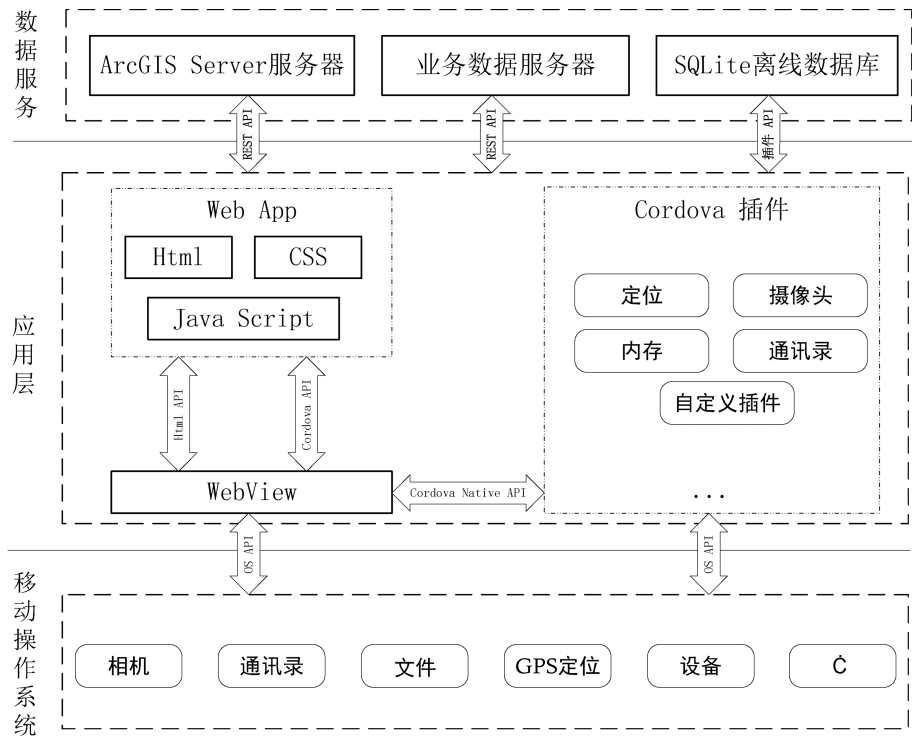 数据服务
ArcGIS Server服务器
业务数据服务器
SQLite离线数据库
REST API
REST API
插件 API
应用层
Web App
Html
CSS
Java Script
Cordova 插件
定位
摄像头
内存
通讯录
自定义插件
...
Html API
Cordova API
WebView
Cordova Native API
OS API
OS API
移动操作系统
相机
通讯录
文件
GPS定位
设备
Ċ